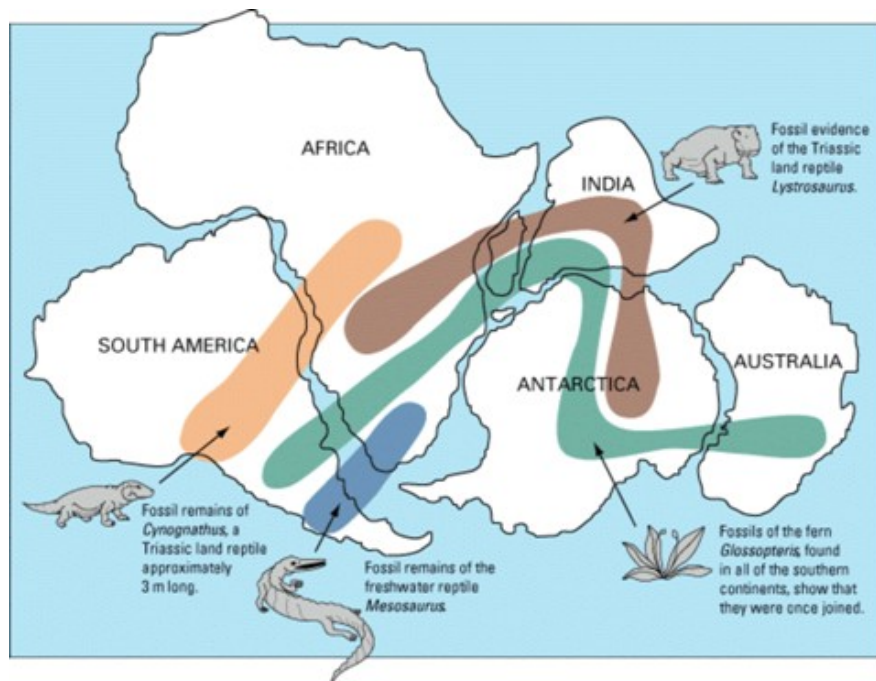 AFRICA
INDIA
SOUTH AMERICA
ANTARCTICA
AUSTRALIA
Fossil evidence
of the Triassic
land reptile
Lystrosaurus.
Fossil remains of
Cynognathus, a
Triassic land reptile
approximately
3 m long.
Fossil remains of the
freshwater reptile
Mesosaurus.
Fossils of the fern
Glossopteris, found
in all of the southern
continents, show that
they were once joined.